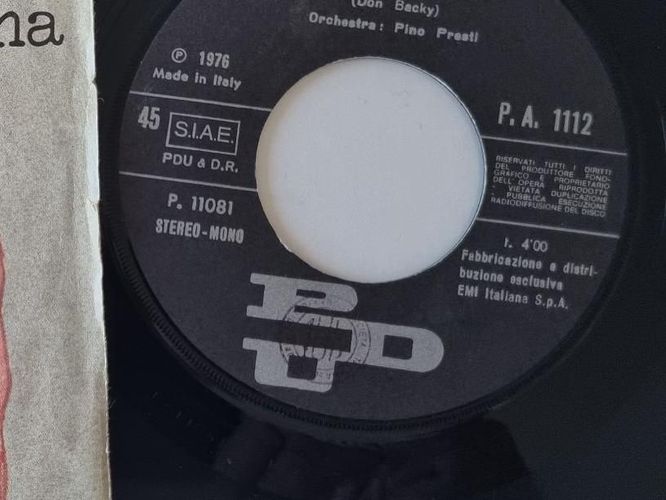 na
(Don Backy)
Orchestra: Pino Presti
℗ 1976
Made in Italy
45
S.I.A.E.
PDU & D.R.
P. 11081
STEREO-MONO
P. A. 1112
RISERVATI TUTTI I DIRITTI
DEL PRODUTTORE FONO-
GRAFICO E PROPRIETARIO
DELL'OPERA RIPRODOTTA
- VIETATA DUPLICAZIONE
- PUBBLICA ESECUZIONE
RADIODIFFUSIONE DEL DISCO
t. 4'00
Fabbricazione e distri-
buzione esclusiva
EMI Italiana S.p.A.
PDU